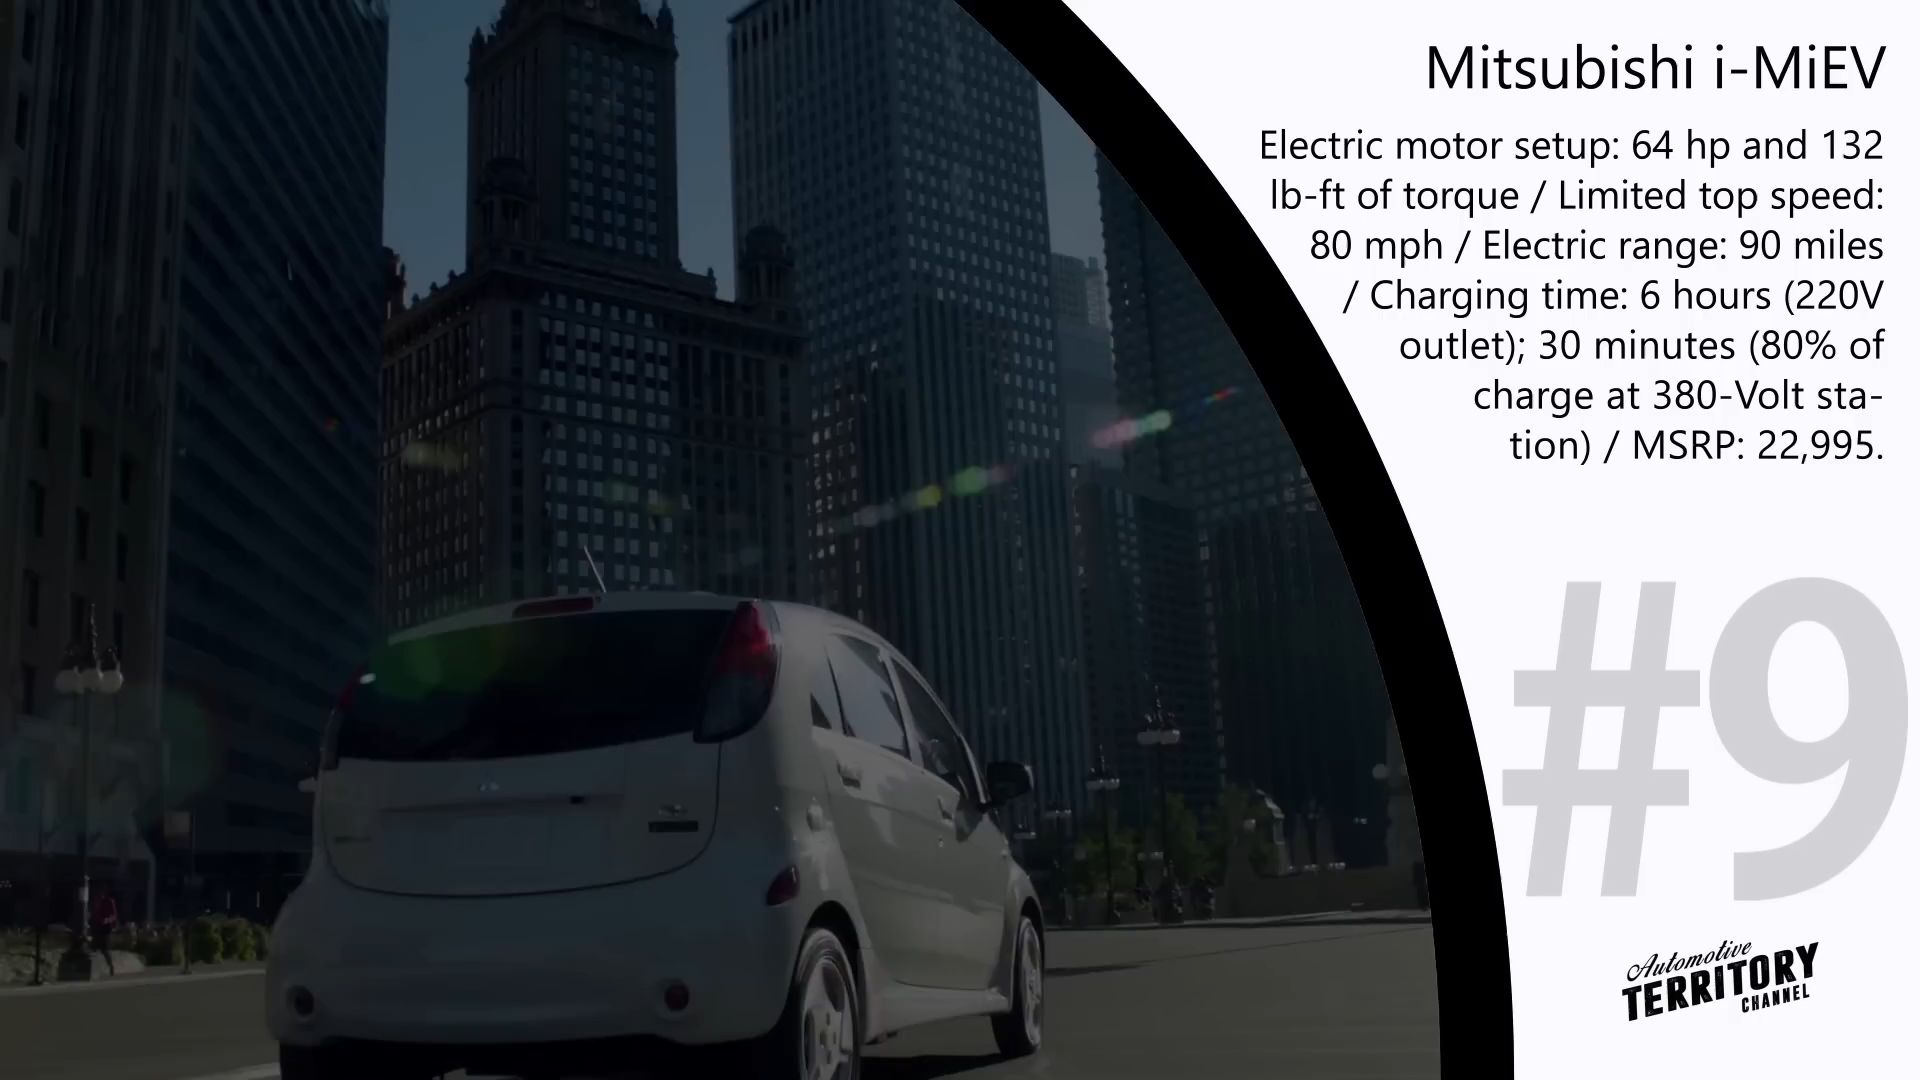 Mitsubishi i-MiEV
Electric motor setup: 64 hp and 132
lb-ft of torque / Limited top speed:
80 mph / Electric range: 90 miles
/ Charging time: 6 hours (220V
outlet); 30 minutes (80% of
charge at 380-Volt sta-
tion) / MSRP: 22,995.
#9
Automotive
TERRITORY
CHANNEL